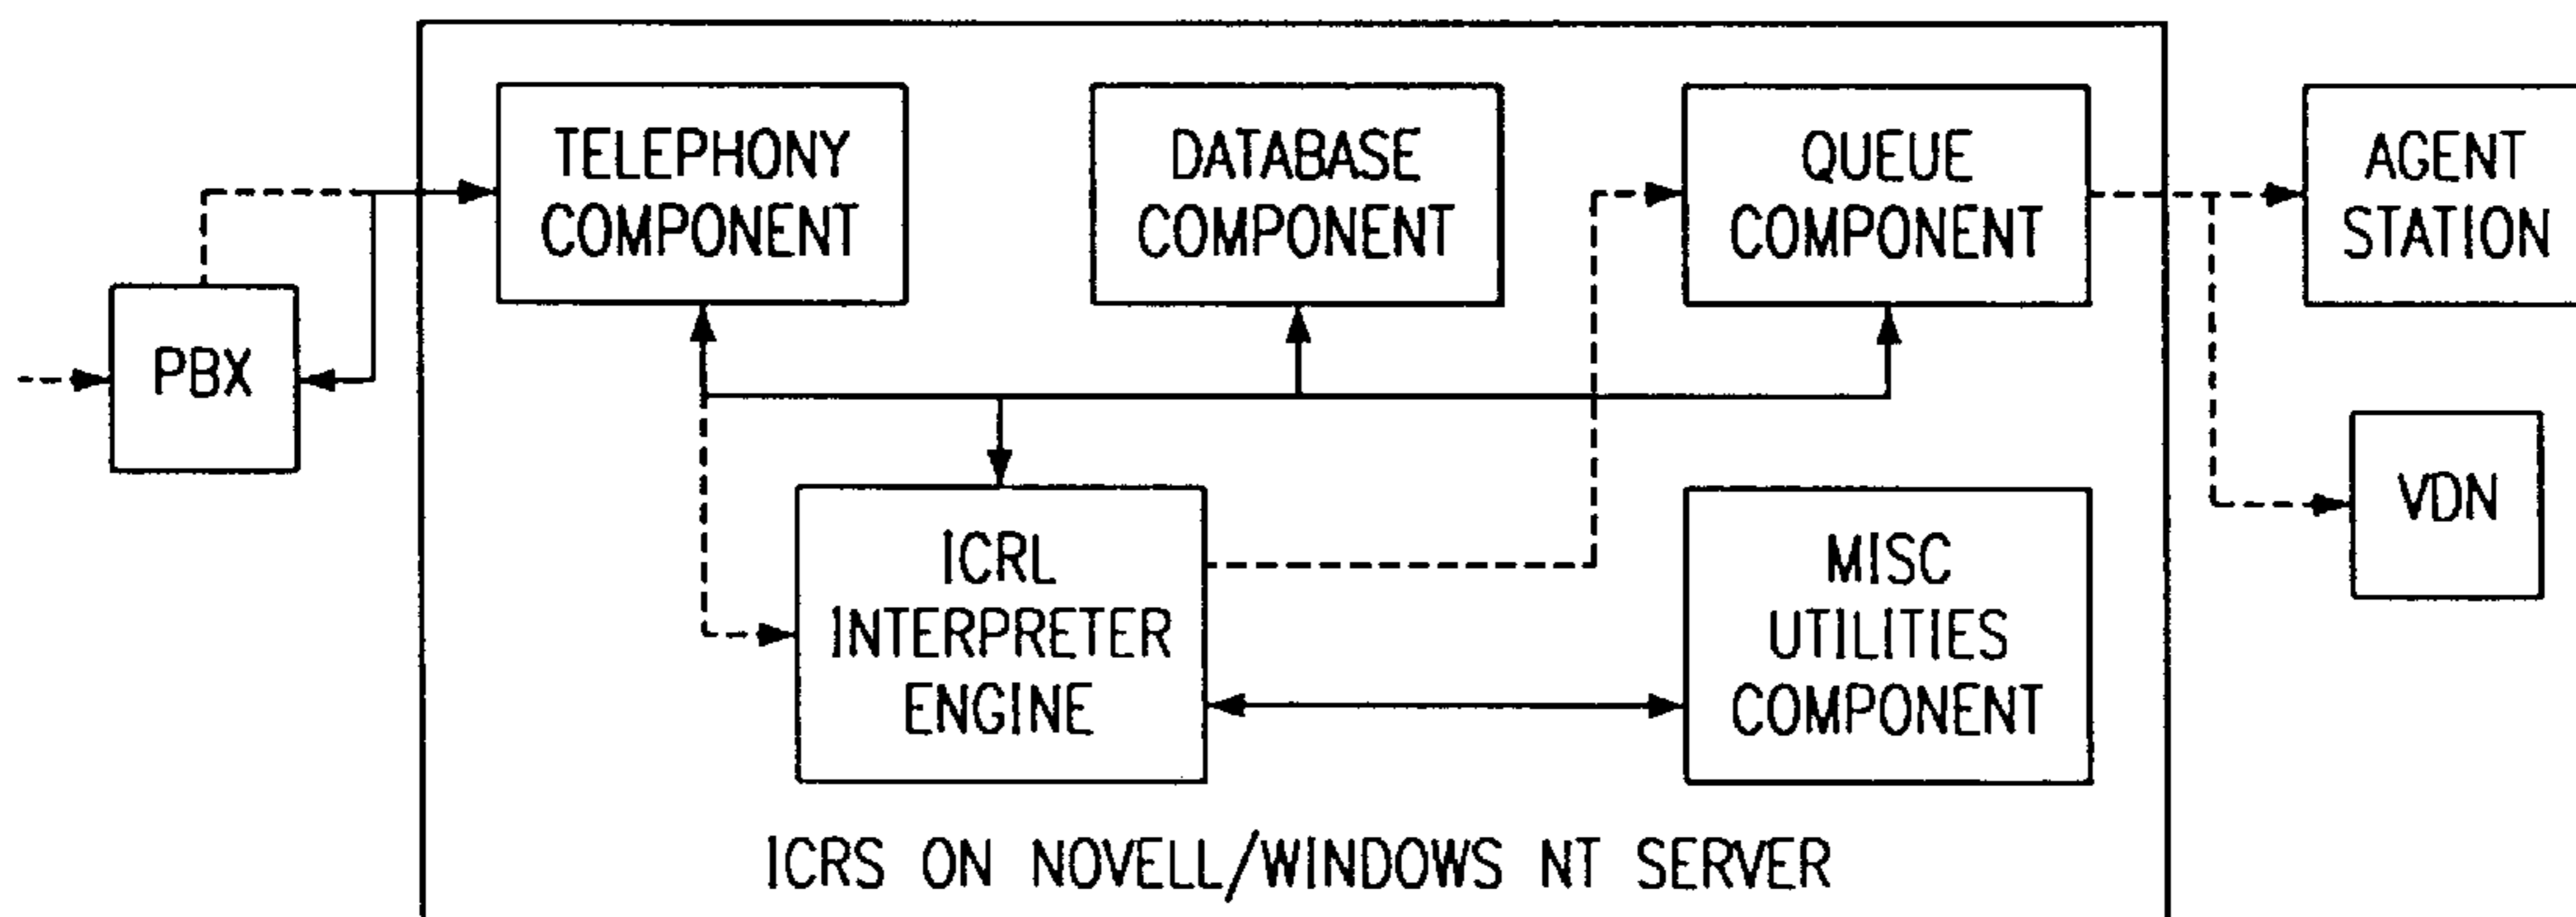 TELEPHONY
COMPONENT
DATABASE
COMPONENT
QUEUE
COMPONENT
AGENT
STATION
PBX
VDN
ICRL
INTERPRETER
ENGINE
MISC
UTILITIES
COMPONENT
ICRS ON NOVELL/WINDOWS NT SERVER